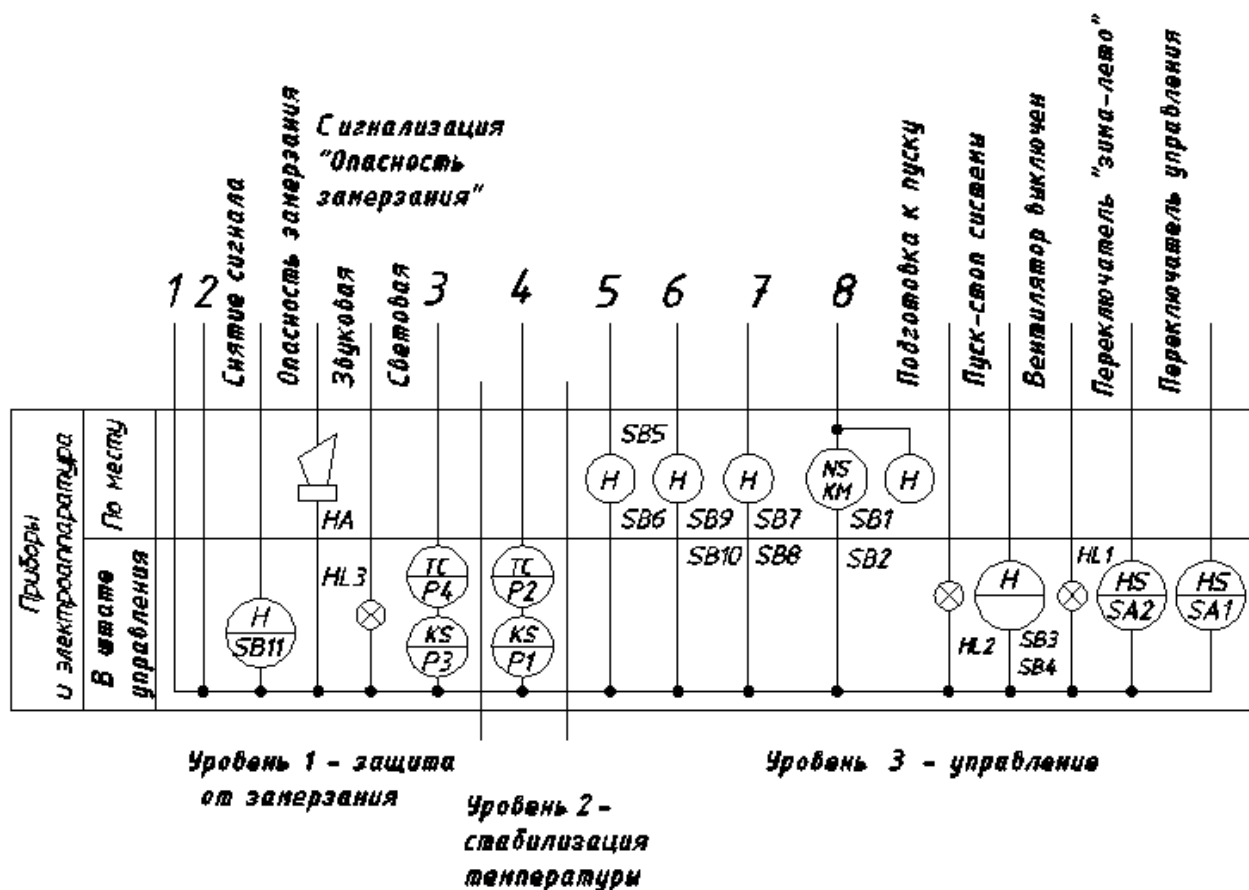 Снятие сигнала
Опасность замерзания
Сигнализация
"Опасность
замерзания"
Звуковая
Световая
Подготовка к пуску
Пуск-стоп системы
Вентилятор выключен
Переключатель "зима-лето"
Переключатель управления
1 2 3 4 5 6 7 8
Приборы
и электроаппаратура
По месту
HA
SB5
H
SB6
H
SB9
H
SB7
NS
KM
SB1
H
В штате
управления
H
SB11
HL3
TC
P4
KS
P3
TC
P2
KS
P1
SB10
SB8
SB2
HL2
H
SB3
SB4
HL1
HS
SA2
HS
SA1
Уровень 1 - защита
от замерзания
Уровень 2 -
стабилизация
температуры
Уровень 3 - управление